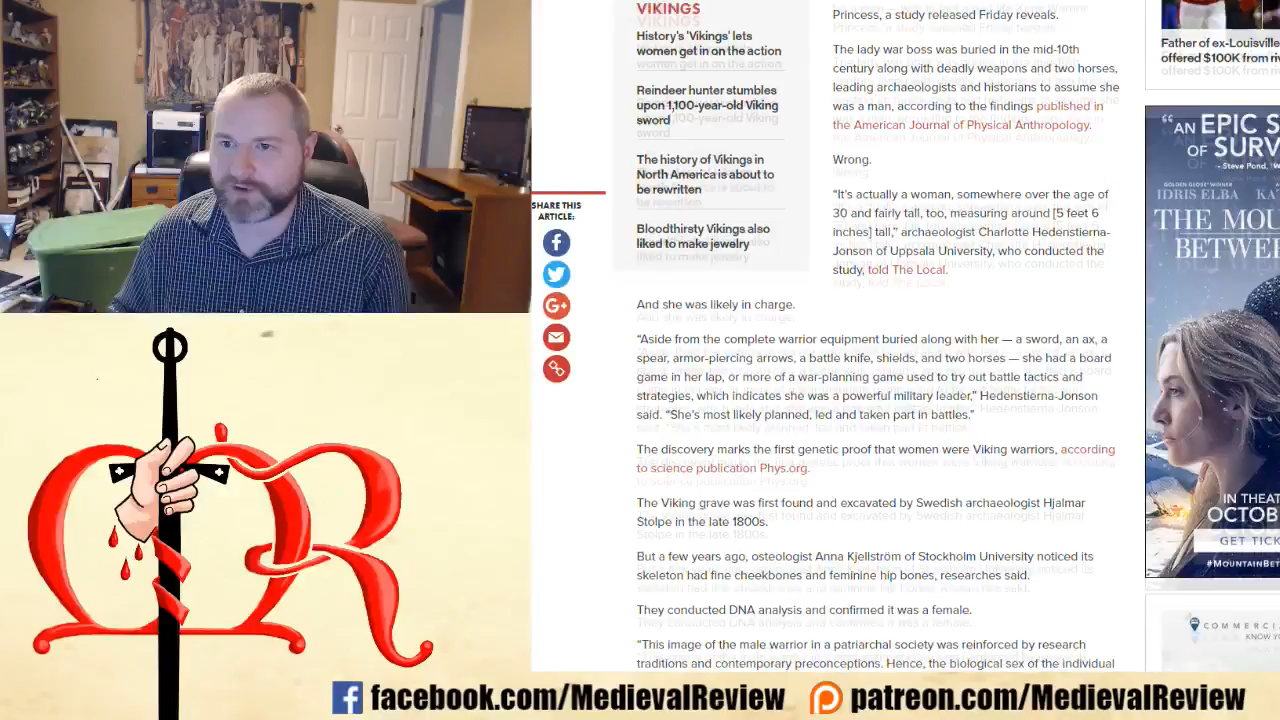 VIKINGS
History's 'Vikings' lets
women get in on the action
Reindeer hunter stumbles
upon 1,100-year-old Viking
sword
The history of Vikings in
North America is about to
be rewritten
Bloodthirsty Vikings also
liked to make jewelry
SHARE THIS
ARTICLE:
Princess, a study released Friday reveals.
The lady war boss was buried in the mid-10th
century along with deadly weapons and two horses,
leading archaeologists and historians to assume she
was a man, according to the findings published in
the American Journal of Physical Anthropology.
Wrong.
“It's actually a woman, somewhere over the age of
30 and fairly tall, too, measuring around [5 feet 6
inches] tall,” archaeologist Charlotte Hedenstierna-
Jonson of Uppsala University, who conducted the
study, told The Local.
And she was likely in charge.
“Aside from the complete warrior equipment buried along with her — a sword, an ax, a
spear, armor-piercing arrows, a battle knife, shields, and two horses — she had a board
game in her lap, or more of a war-planning game used to try out battle tactics and
strategies, which indicates she was a powerful military leader,” Hedenstierna-Jonson
said. “She's most likely planned, led and taken part in battles.”
The discovery marks the first genetic proof that women were Viking warriors, according
to science publication Phys.org.
The Viking grave was first found and excavated by Swedish archaeologist Hjalmar
Stolpe in the late 1800s.
But a few years ago, osteologist Anna Kjellström of Stockholm University noticed its
skeleton had fine cheekbones and feminine hip bones, researches said.
They conducted DNA analysis and confirmed it was a female.
“This image of the male warrior in a patriarchal society was reinforced by research
traditions and contemporary preconceptions. Hence, the biological sex of the individual
Father of ex-Louisville
offered $100K from
“AN EPIC
OF
- Steve Pond,
GOLDEN GLOBE® WINNER
IDRIS ELBA
THE
IN
GET
COMMERCI
KNOW
MR
facebook.com/MedievalReview
patreon.com/MedievalReview